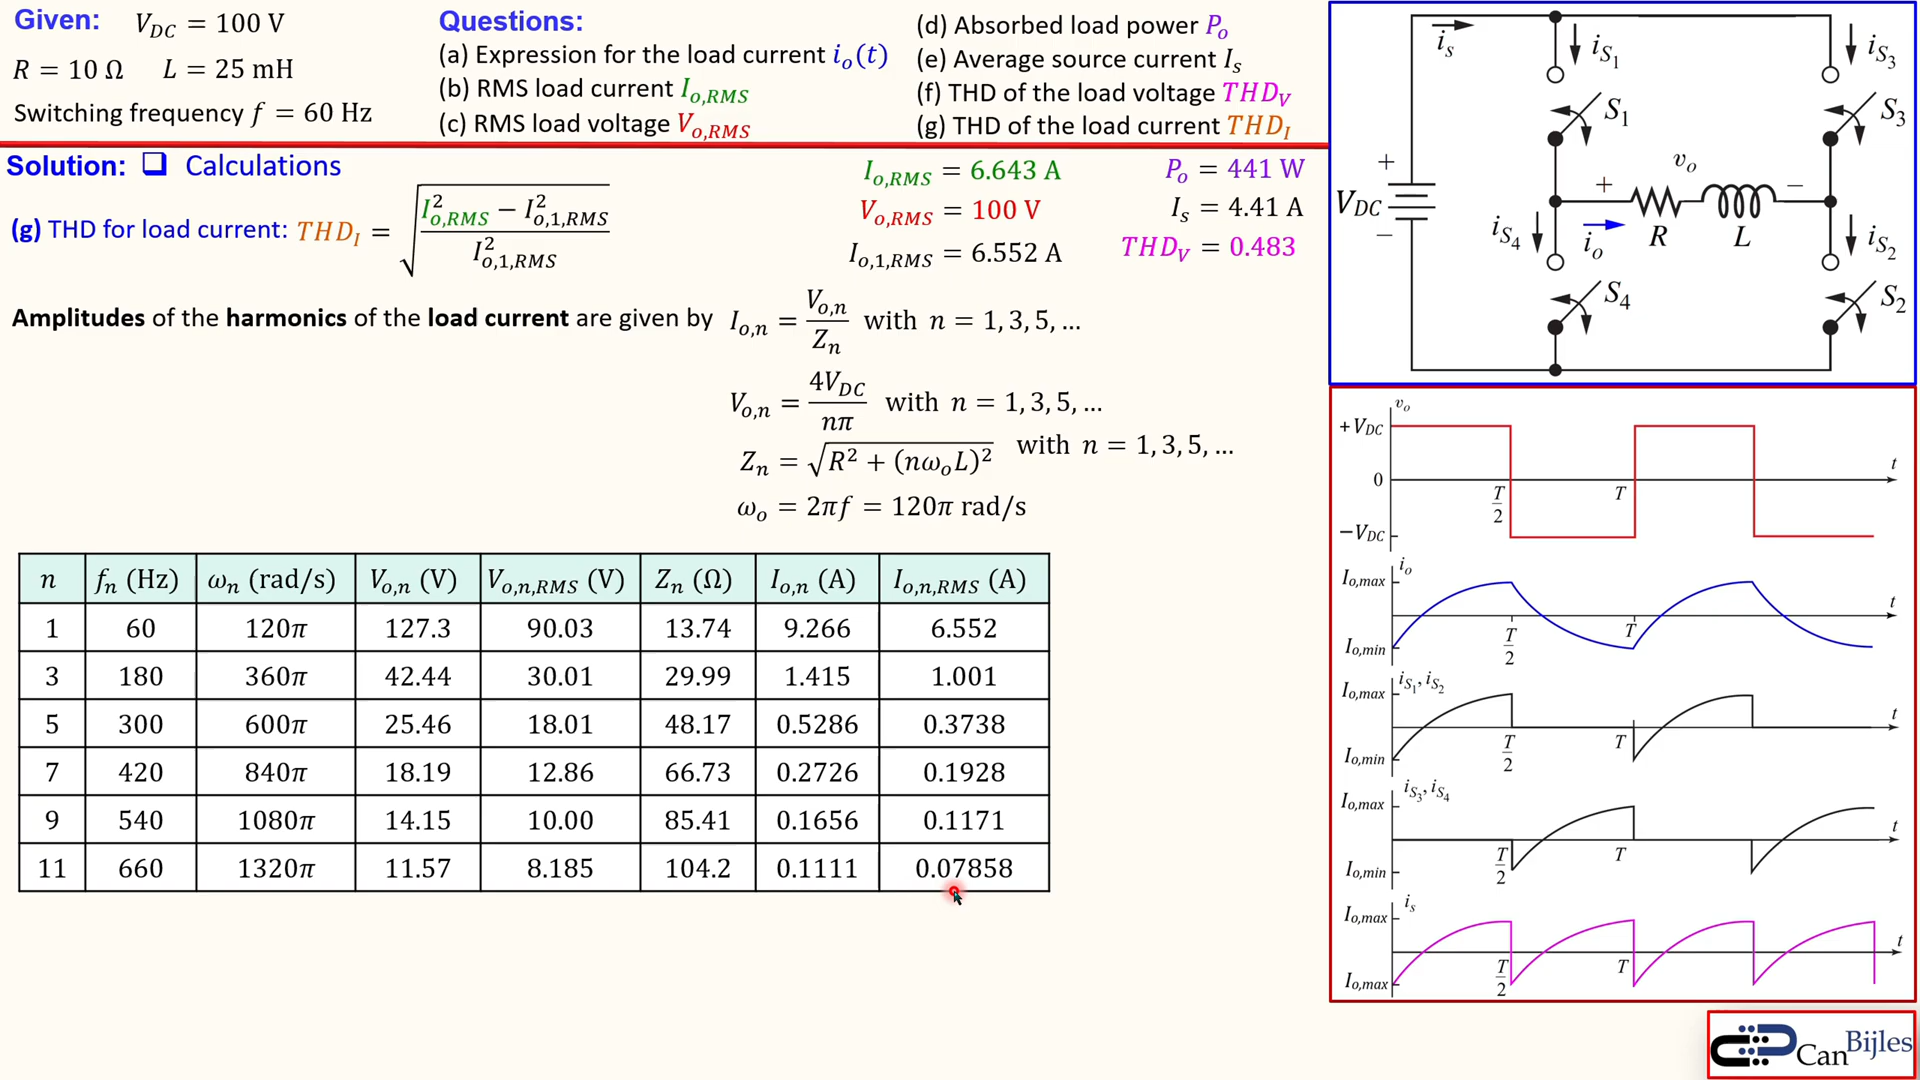 Given: V_DC = 100 V
R = 10 Ω L = 25 mH
Switching frequency f = 60 Hz
Questions:
(a) Expression for the load current i_o(t)
(b) RMS load current I_o,RMS
(c) RMS load voltage V_o,RMS
(d) Absorbed load power P_o
(e) Average source current I_s
(f) THD of the load voltage THD_V
(g) THD of the load current THD_I
Solution: ❑ Calculations
(g) THD for load current: THD_I = √((I²_o,RMS − I²_o,1,RMS) / I²_o,1,RMS)
I_o,RMS = 6.643 A
V_o,RMS = 100 V
I_o,1,RMS = 6.552 A
P_o = 441 W
I_s = 4.41 A
THD_V = 0.483
Amplitudes of the harmonics of the load current are given by I_o,n = V_o,n / Z_n with n = 1, 3, 5, …
V_o,n = 4V_DC / nπ with n = 1, 3, 5, …
Z_n = √(R² + (nω_oL)²) with n = 1, 3, 5, …
ω_o = 2πf = 120π rad/s
n f_n (Hz) ω_n (rad/s) V_o,n (V) V_o,n,RMS (V) Z_n (Ω) I_o,n (A) I_o,n,RMS (A)
1 60 120π 127.3 90.03 13.74 9.266 6.552
3 180 360π 42.44 30.01 29.99 1.415 1.001
5 300 600π 25.46 18.01 48.17 0.5286 0.3738
7 420 840π 18.19 12.86 66.73 0.2726 0.1928
9 540 1080π 14.15 10.00 85.41 0.1656 0.1171
11 660 1320π 11.57 8.185 104.2 0.1111 0.07858
i_s i_S1 i_S3
S_1 S_3
+ v_o
V_DC + −
− i_S4 i_o R L i_S2
S_4 S_2
v_o
+V_DC
0 T/2 T t
−V_DC
i_o
I_o,max
T/2 T t
I_o,min
i_S1, i_S2
I_o,max
T/2 T t
I_o,min
i_S3, i_S4
I_o,max
T/2 T t
I_o,min
i_s
I_o,max
T/2 T t
I_o,max
CanBijles